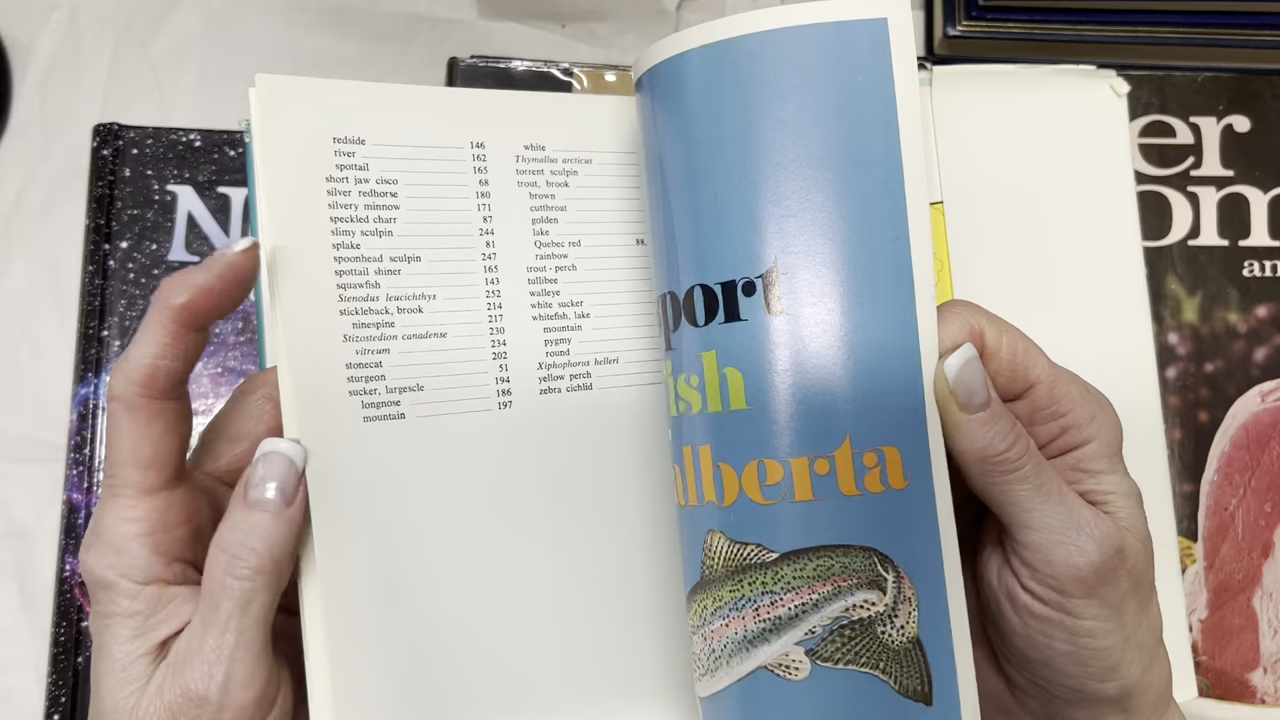 redside 146
river 162
spottail 165
short jaw cisco 68
silver redhorse 180
silvery minnow 171
speckled charr 87
slimy sculpin 244
splake 81
spoonhead sculpin 247
spottail shiner 165
squawfish 143
Stenodus leucichthys 252
stickleback, brook 214
ninespine 217
Stizostedion canadense 230
vitreum 234
stonecat 202
sturgeon 51
sucker, largescle 194
longnose 186
mountain 197
white
Thymallus arcticus
torrent sculpin
trout, brook
brown
cutthroat
golden
lake
Quebec red 88,
rainbow
trout-perch
tullibee
walleye
white sucker
whitefish, lake
mountain
pygmy
round
Xiphophorus helleri
yellow perch
zebra cichlid
port
ish
alberta
N
er
om
an